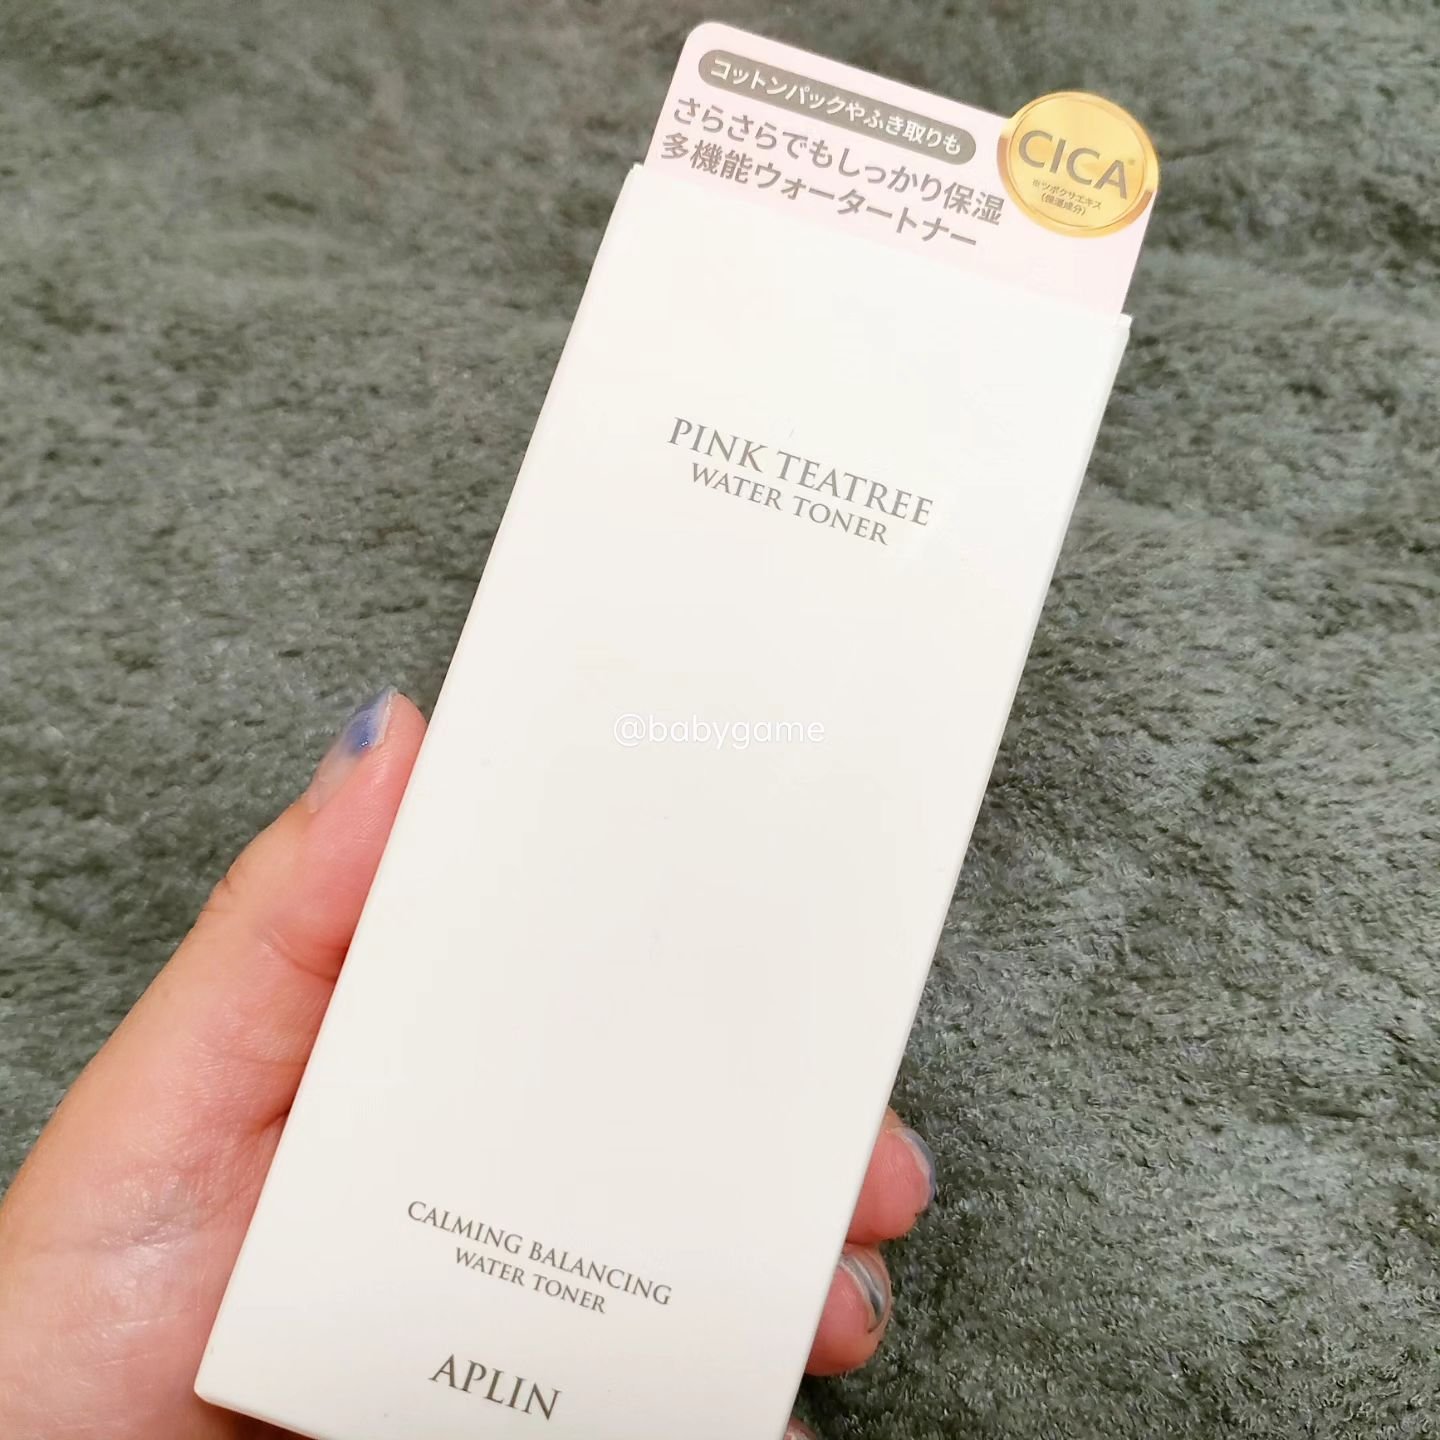 コットンパックやふき取りも
さらさらでもしっかり保湿
多機能ウォータートナー
CICA
※ツボクサエキス
(保湿成分)
PINK TEATREE
WATER TONER
@babygame
CALMING BALANCING
WATER TONER
APLIN